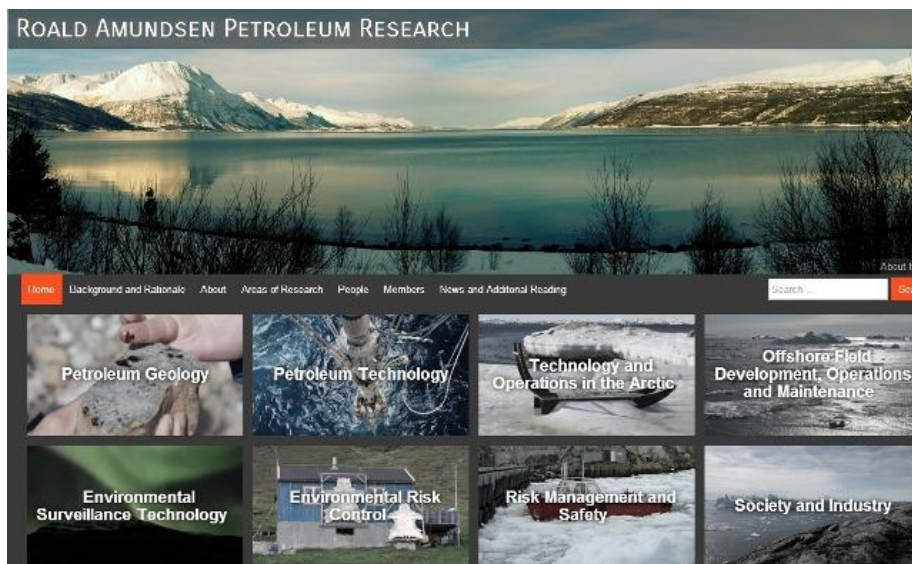 ROALD AMUNDSEN PETROLEUM RESEARCH
About t
Home Background and Rationale About Areas of Research People Members News and Additonal Reading
Search ...
Petroleum Geology
Petroleum Technology
Technology and
Operations in the Arctic
Offshore Field
Development, Operations
and Maintenance
Environmental
Surveillance Technology
Environmental Risk
Control
Risk Management and
Safety
Society and Industry